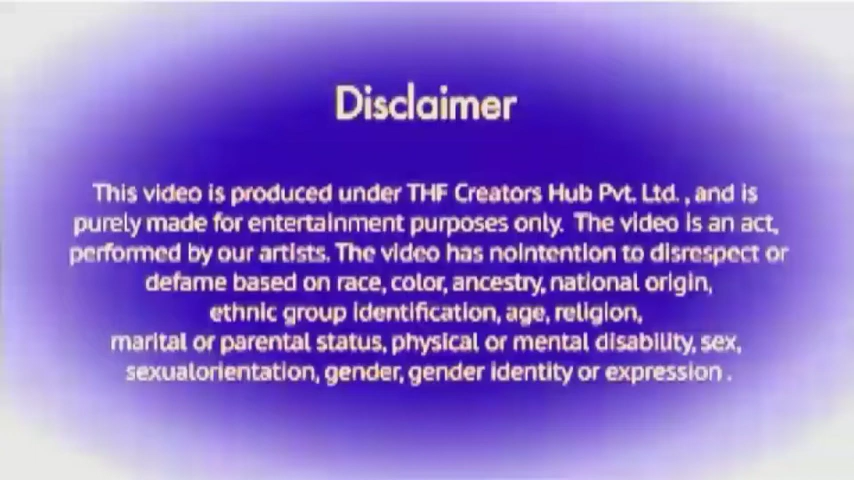 Disclaimer
This video is produced under THF Creators Hub Pvt. Ltd. , and is
purely made for entertainment purposes only. The video is an act,
performed by our artists. The video has nointention to disrespect or
defame based on race, color, ancestry, national origin,
ethnic group identification, age, religion,
marital or parental status, physical or mental disability, sex,
sexualorientation, gender, gender identity or expression .